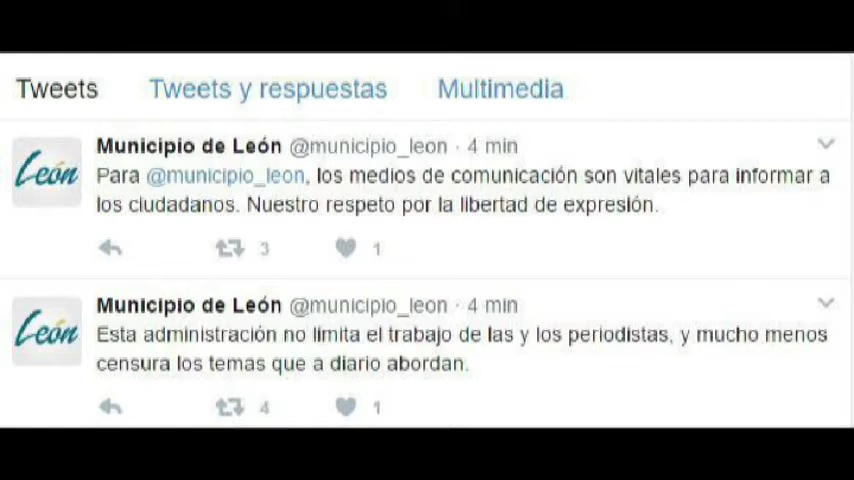 Tweets Tweets y respuestas Multimedia
León
Municipio de León @municipio_leon · 4 min
Para @municipio_leon, los medios de comunicación son vitales para informar a
los ciudadanos. Nuestro respeto por la libertad de expresión.
3 1
León
Municipio de León @municipio_leon · 4 min
Esta administración no limita el trabajo de las y los periodistas, y mucho menos
censura los temas que a diario abordan.
4 1